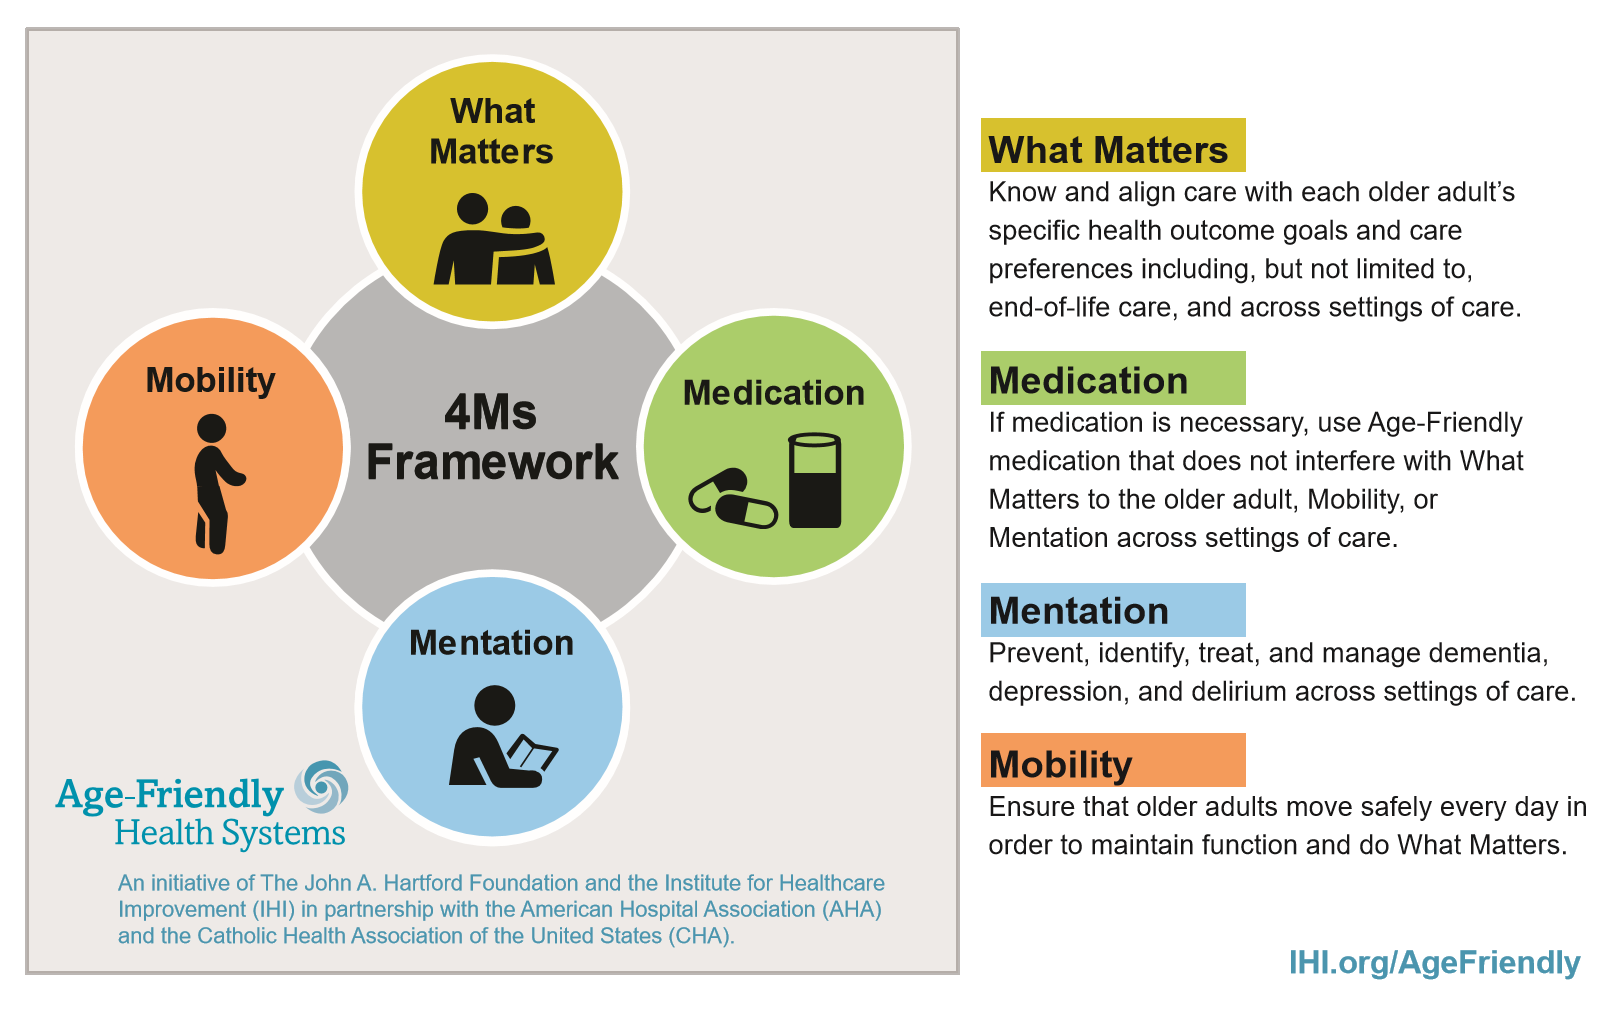 What
Matters
Mobility
4Ms
Framework
Medication
Mentation
Age-Friendly
Health Systems
An initiative of The John A. Hartford Foundation and the Institute for Healthcare
Improvement (IHI) in partnership with the American Hospital Association (AHA)
and the Catholic Health Association of the United States (CHA).
What Matters
Know and align care with each older adult’s
specific health outcome goals and care
preferences including, but not limited to,
end-of-life care, and across settings of care.
Medication
If medication is necessary, use Age-Friendly
medication that does not interfere with What
Matters to the older adult, Mobility, or
Mentation across settings of care.
Mentation
Prevent, identify, treat, and manage dementia,
depression, and delirium across settings of care.
Mobility
Ensure that older adults move safely every day in
order to maintain function and do What Matters.
IHI.org/AgeFriendly